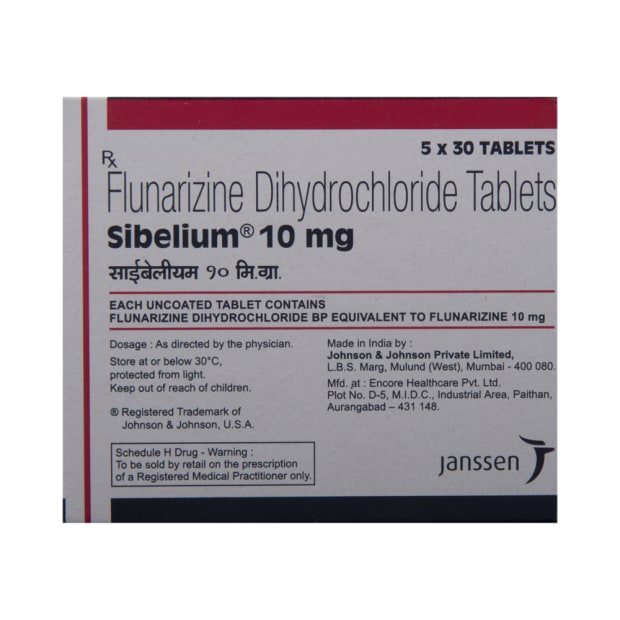 5 x 30 TABLETS
Rx
Flunarizine Dihydrochloride Tablets
Sibelium® 10 mg
साईबेलीयम १० मि.ग्रा.
EACH UNCOATED TABLET CONTAINS
FLUNARIZINE DIHYDROCHLORIDE BP EQUIVALENT TO FLUNARIZINE 10 mg
Dosage : As directed by the physician.
Store at or below 30°C,
protected from light.
Keep out of reach of children.
® Registered Trademark of
Johnson & Johnson, U.S.A.
Made in India by :
Johnson & Johnson Private Limited,
L.B.S. Marg, Mulund (West), Mumbai - 400 080.
Mfd. at : Encore Healthcare Pvt. Ltd.
Plot No. D-5, M.I.D.C., Industrial Area, Paithan,
Aurangabad – 431 148.
Schedule H Drug - Warning :
To be sold by retail on the prescription
of a Registered Medical Practitioner only.
janssen